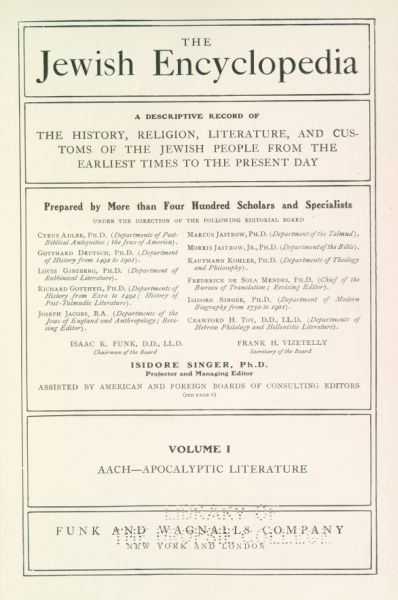 THE
Jewish Encyclopedia
A DESCRIPTIVE RECORD OF
THE HISTORY, RELIGION, LITERATURE, AND CUS-
TOMS OF THE JEWISH PEOPLE FROM THE
EARLIEST TIMES TO THE PRESENT DAY
Prepared by More than Four Hundred Scholars and Specialists
UNDER THE DIRECTION OF THE FOLLOWING EDITORIAL BOARD
CYRUS ADLER, PH.D. (Departments of Post-
Biblical Antiquities; the Jews of America).
GOTTHARD DEUTSCH, PH.D. (Department
of History from 1492 to 1901).
LOUIS GINZBERG, PH.D. (Department of
Rabbinical Literature).
RICHARD GOTTHEIL, PH.D. (Departments of
History from Ezra to 1492; History of
Post-Talmudic Literature).
JOSEPH JACOBS, B.A. (Departments of the
Jews of England and Anthropology; Revi-
sing Editor).
MARCUS JASTROW, PH.D. (Department of the Talmud).
MORRIS JASTROW, JR., PH.D. (Department of the Bible).
KAUFMANN KOHLER, PH.D. (Departments of Theology
and Philosophy).
FREDERICK DE SOLA MENDES, PH.D. (Chief of the
Bureau of Translation; Revising Editor).
ISIDORE SINGER, PH.D. (Department of Modern
Biography from 1750 to 1901).
CRAWFORD H. TOY, D.D., LL.D. (Departments of
Hebrew Philology and Hellenistic Literature).
ISAAC K. FUNK, D.D., LL.D.
Chairman of the Board
FRANK H. VIZETELLY
Secretary of the Board
ISIDORE SINGER, Ph.D.
Projector and Managing Editor
ASSISTED BY AMERICAN AND FOREIGN BOARDS OF CONSULTING EDITORS
(SEE PAGE V)
VOLUME I
AACH—APOCALYPTIC LITERATURE
LIBRARY OF
FUNK AND WAGNALLS COMPANY
COLLEGE
NEW YORK AND LONDON